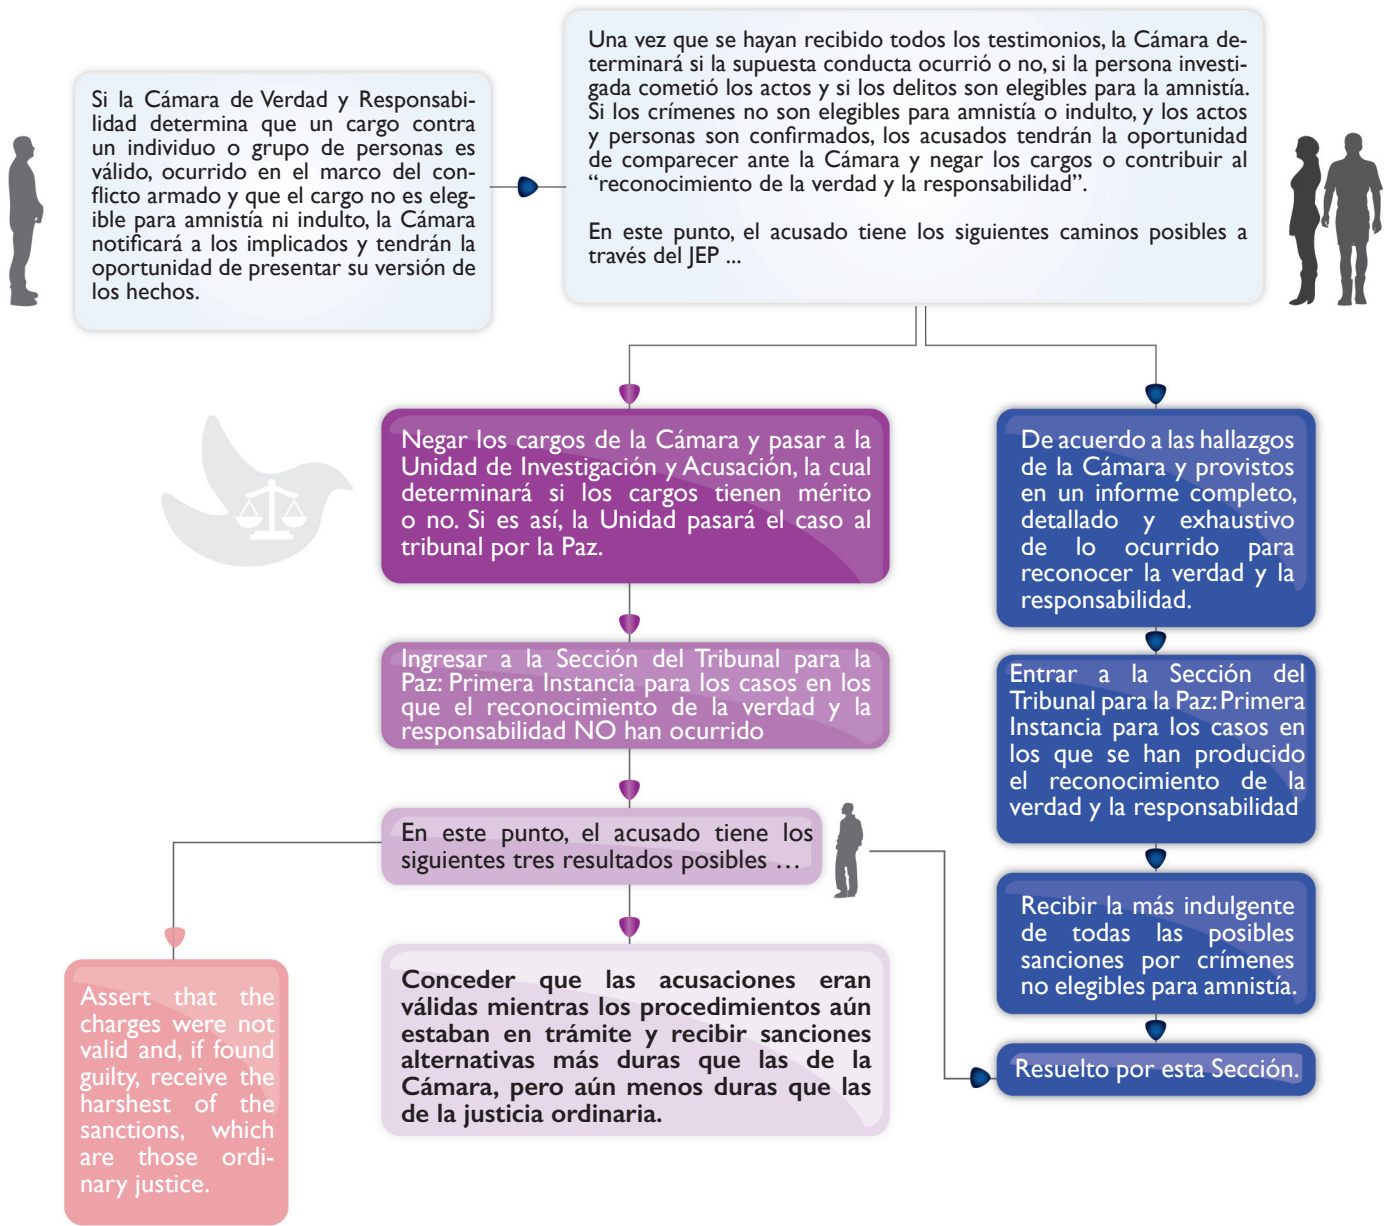 Si la Cámara de Verdad y Responsabi-
lidad determina que un cargo contra
un individuo o grupo de personas es
válido, ocurrido en el marco del con-
flicto armado y que el cargo no es eleg-
ible para amnistía ni indulto, la Cámara
notificará a los implicados y tendrán la
oportunidad de presentar su versión de
los hechos.
Una vez que se hayan recibido todos los testimonios, la Cámara de-
terminará si la supuesta conducta ocurrió o no, si la persona investi-
gada cometió los actos y si los delitos son elegibles para la amnistía.
Si los crímenes no son elegibles para amnistía o indulto, y los actos
y personas son confirmados, los acusados tendrán la oportunidad
de comparecer ante la Cámara y negar los cargos o contribuir al
“reconocimiento de la verdad y la responsabilidad”.
En este punto, el acusado tiene los siguientes caminos posibles a
través del JEP ...
Negar los cargos de la Cámara y pasar a la
Unidad de Investigación y Acusación, la cual
determinará si los cargos tienen mérito
o no. Si es así, la Unidad pasará el caso al
tribunal por la Paz.
Ingresar a la Sección del Tribunal para la
Paz: Primera Instancia para los casos en los
que el reconocimiento de la verdad y la
responsabilidad NO han ocurrido
En este punto, el acusado tiene los
siguientes tres resultados posibles …
Assert that the
charges were not
valid and, if found
guilty, receive the
harshest of the
sanctions, which
are those ordi-
nary justice.
Conceder que las acusaciones eran
válidas mientras los procedimientos aún
estaban en trámite y recibir sanciones
alternativas más duras que las de la
Cámara, pero aún menos duras que las
de la justicia ordinaria.
De acuerdo a las hallazgos
de la Cámara y provistos
en un informe completo,
detallado y exhaustivo
de lo ocurrido para
reconocer la verdad y la
responsabilidad.
Entrar a la Sección del
Tribunal para la Paz: Primera
Instancia para los casos en
los que se han producido
el reconocimiento de la
verdad y la responsabilidad
Recibir la más indulgente
de todas las posibles
sanciones por crímenes
no elegibles para amnistía.
Resuelto por esta Sección.